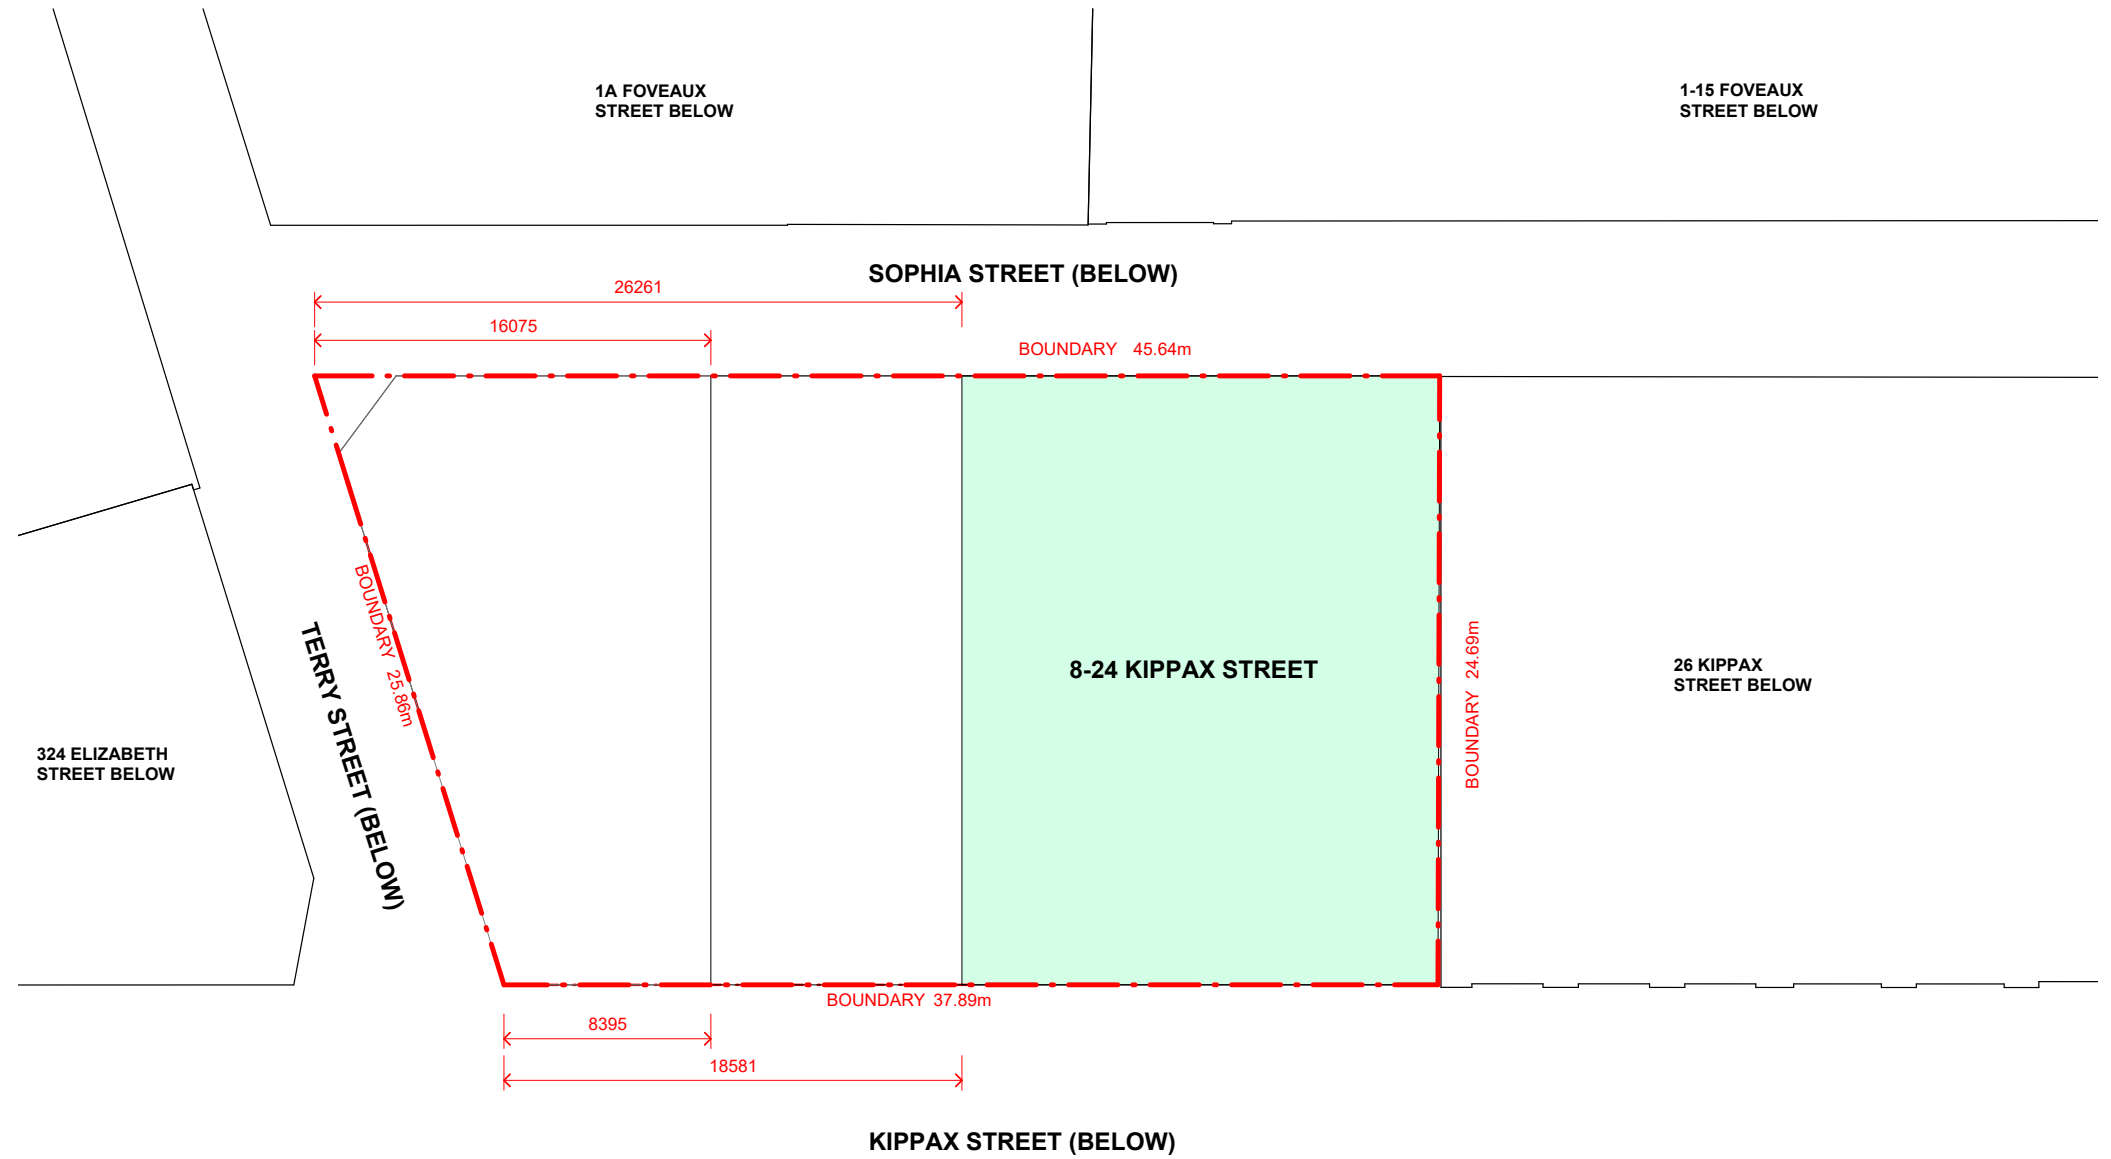 1A FOVEAUX
STREET BELOW
1-15 FOVEAUX
STREET BELOW
SOPHIA STREET (BELOW)
26261
16075
BOUNDARY 45.64m
BOUNDARY 25.86m
TERRY STREET (BELOW)
8-24 KIPPAX STREET
BOUNDARY 24.69m
26 KIPPAX
STREET BELOW
324 ELIZABETH
STREET BELOW
BOUNDARY 37.89m
8395
18581
KIPPAX STREET (BELOW)